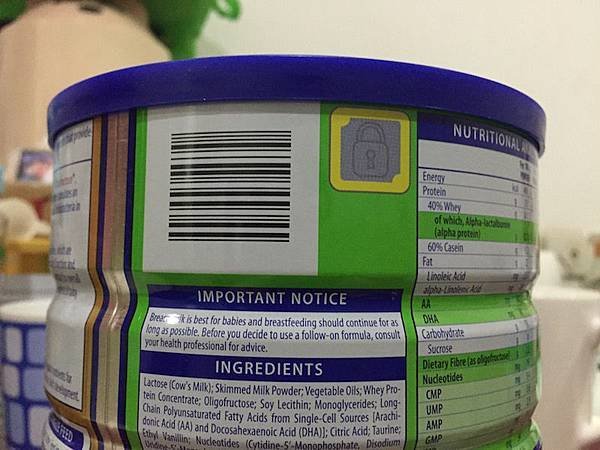 NUTRITIONAL
Energy
Protein
40% Whey
of which, Alpha-lactalbumin
(alpha protein)
60% Casein
Fat
Linoleic Acid
alpha-Linolenic Acid
AA
DHA
Carbohydrate
Sucrose
Dietary Fibre (as oligofructose)
Nucleotides
CMP
UMP
AMP
GMP
IMPORTANT NOTICE
is best for babies and breastfeeding should continue for as
long as possible. Before you decide to use a follow-on formula, consult
your health professional for advice.
INGREDIENTS
Lactose (Cow's Milk); Skimmed Milk Powder; Vegetable Oils; Whey Pro-
tein Concentrate; Oligofructose; Soy Lecithin; Monoglycerides; Long-
Chain Polyunsaturated Fatty Acids from Single-Cell Sources [Arachi-
donic Acid (AA) and Docosahexaenoic Acid (DHA)]; Citric Acid; Taurine;
Ethyl Vanillin; Nucleotides (Cytidine-5'-Monophosphate, Disodium
FEED